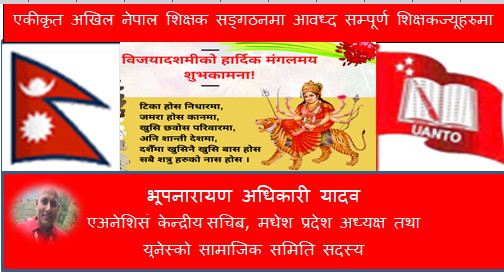 एकीकृत अखिल नेपाल शिक्षक सङ्गठनमा आवध्द सम्पूर्ण शिक्षकज्यूहरुमा
विजयादशमीको हार्दिक मंगलमय
शुभकामना!
टिका होस निधारमा,
जमरा होस कानमा,
खुसि छवोस परिवारमा,
अनि शान्ती देशमा,
दशैँमा खुसिनै खुसि बास होस
सबै शत्रु हरुको नास होस ।
UANTO
भूपनारायण अधिकारी यादव
एअनेशिसं केन्द्रीय सचिब, मधेश प्रदेश अध्यक्ष तथा
यूनेस्को सामाजिक समिति सदस्य